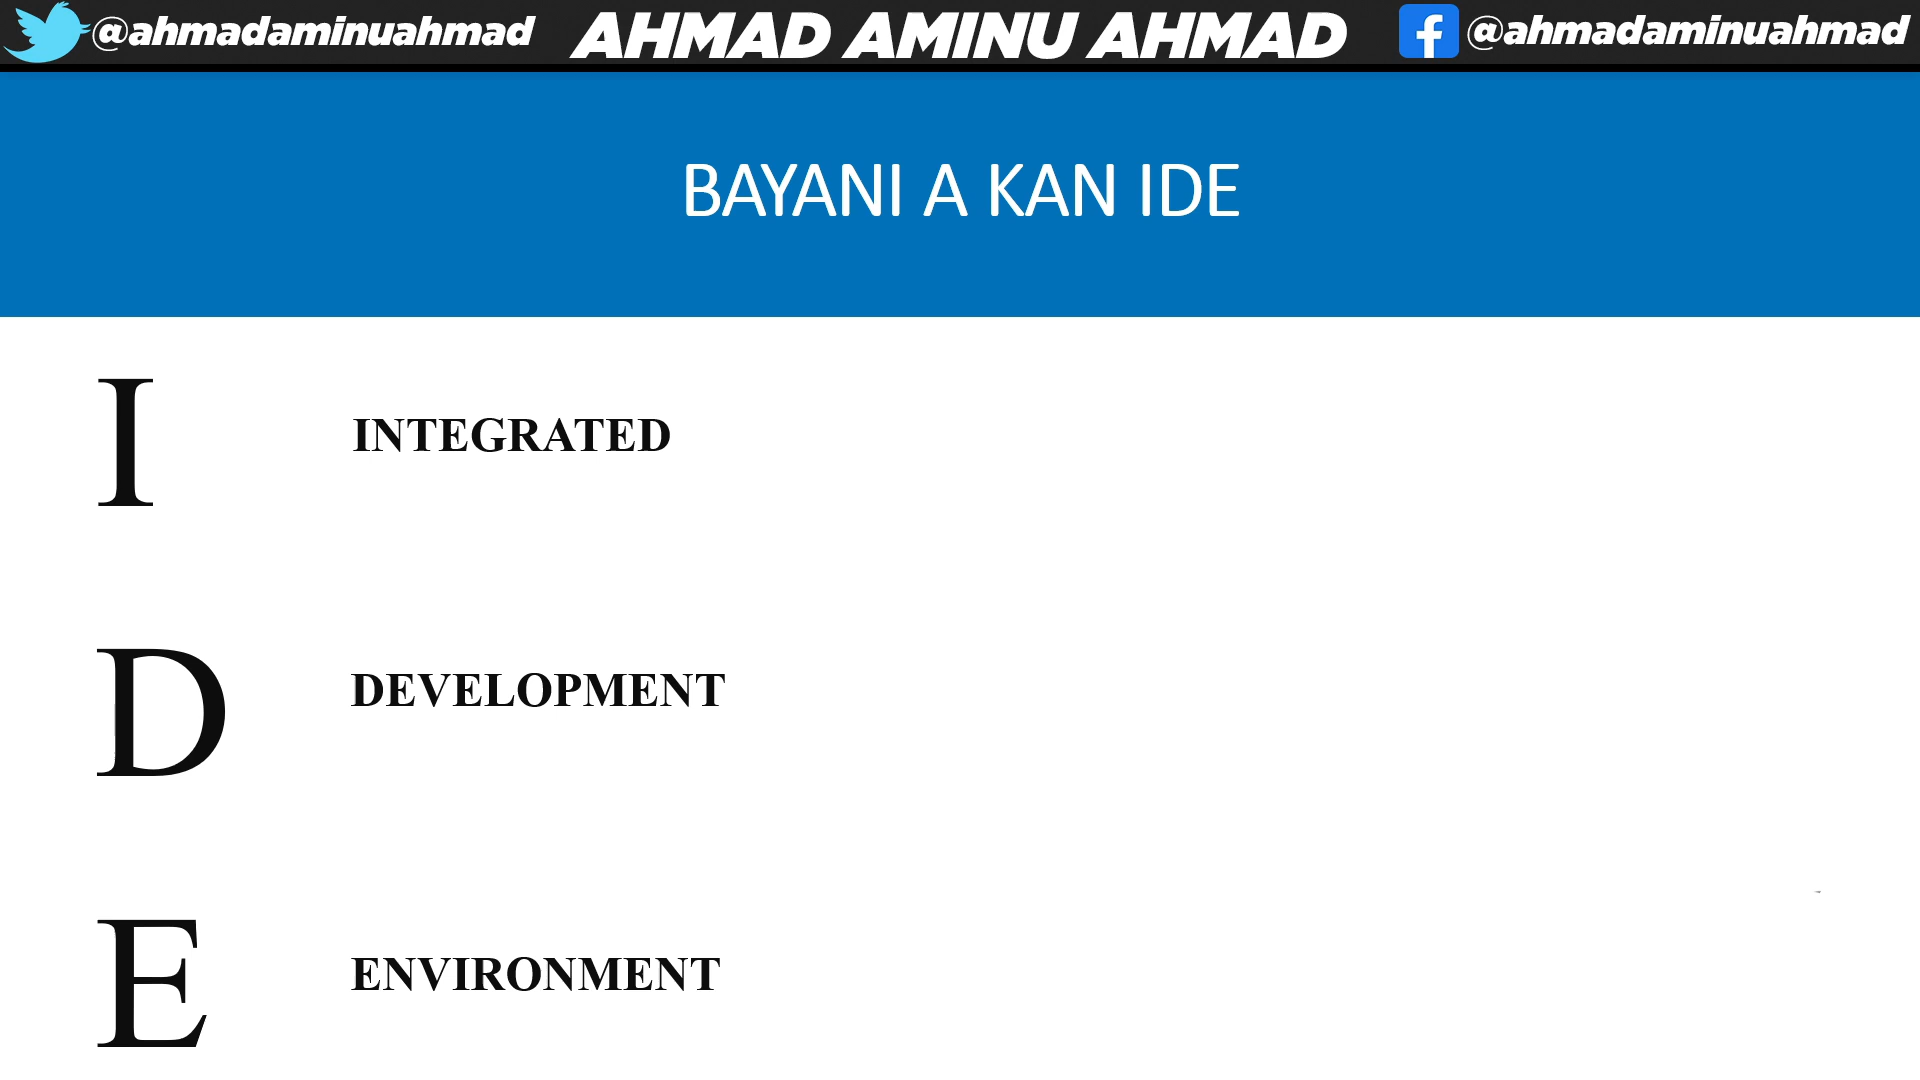 @ahmadaminuahmad AHMAD AMINU AHMAD @ahmadaminuahmad
BAYANI A KAN IDE
I INTEGRATED
D DEVELOPMENT
E ENVIRONMENT